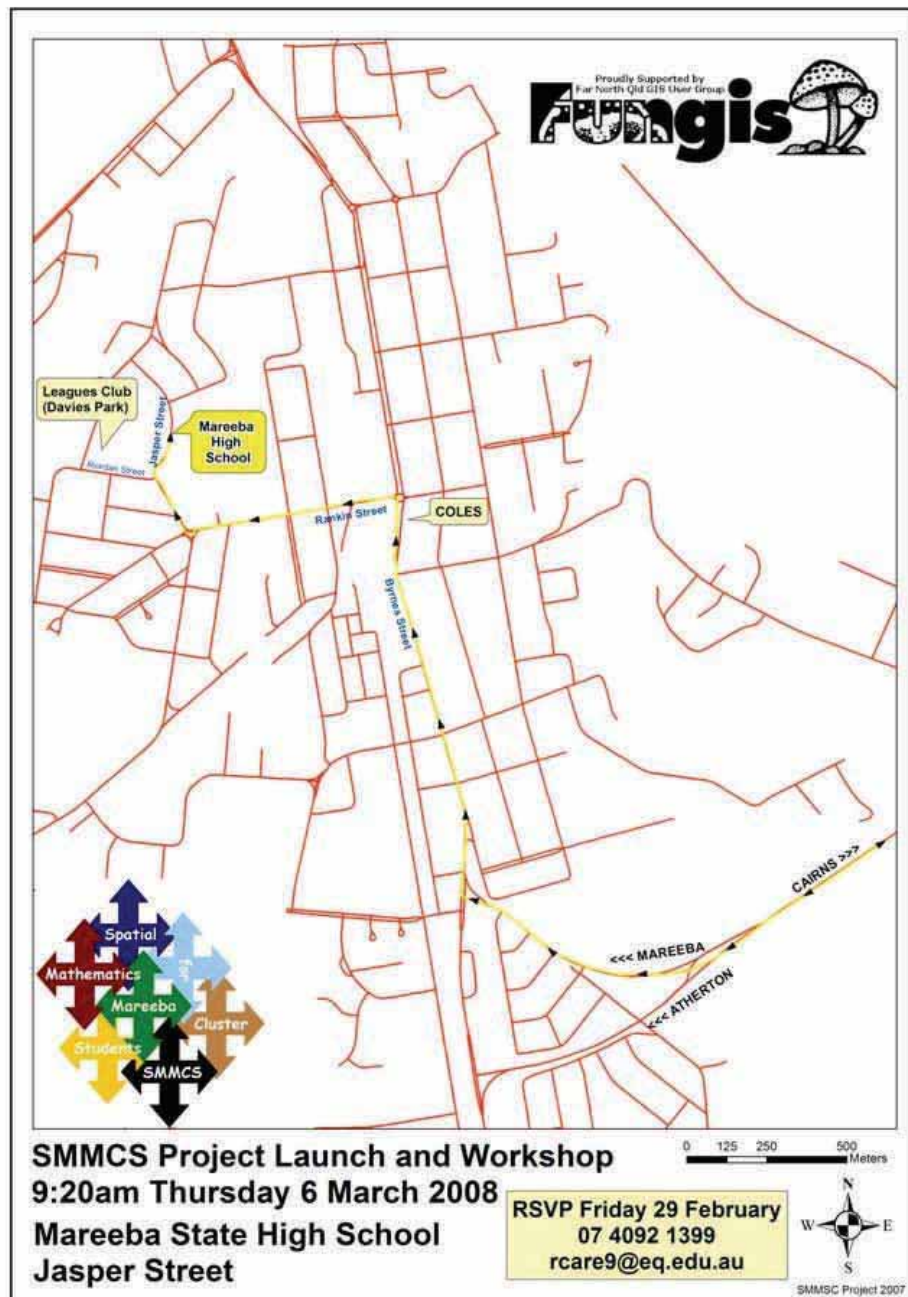 Proudly Supported by
Far North Qld GIS User Group
Fungis
Leagues Club
(Davies Park)
Jasper Street
Mareeba
High
School
Riordan Street
Rankin Street
COLES
Byrnes Street
CAIRNS >>>
<<< MAREEBA
<<< ATHERTON
Spatial
Mathematics
for
Mareeba
Cluster
Students
SMMCS
SMMCS Project Launch and Workshop
9:20am Thursday 6 March 2008
Mareeba State High School
Jasper Street
RSVP Friday 29 February
07 4092 1399
rcare9@eq.edu.au
0 125 250 500
Meters
N
W E
S
SMMSC Project 2007